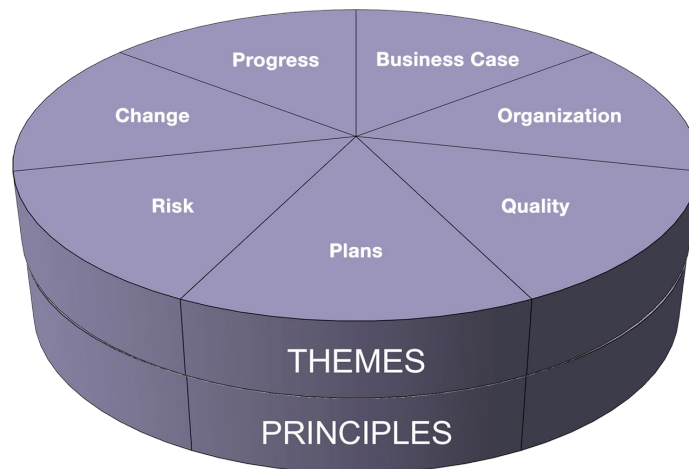 Progress
Business Case
Change
Organization
Risk
Quality
Plans
THEMES
PRINCIPLES